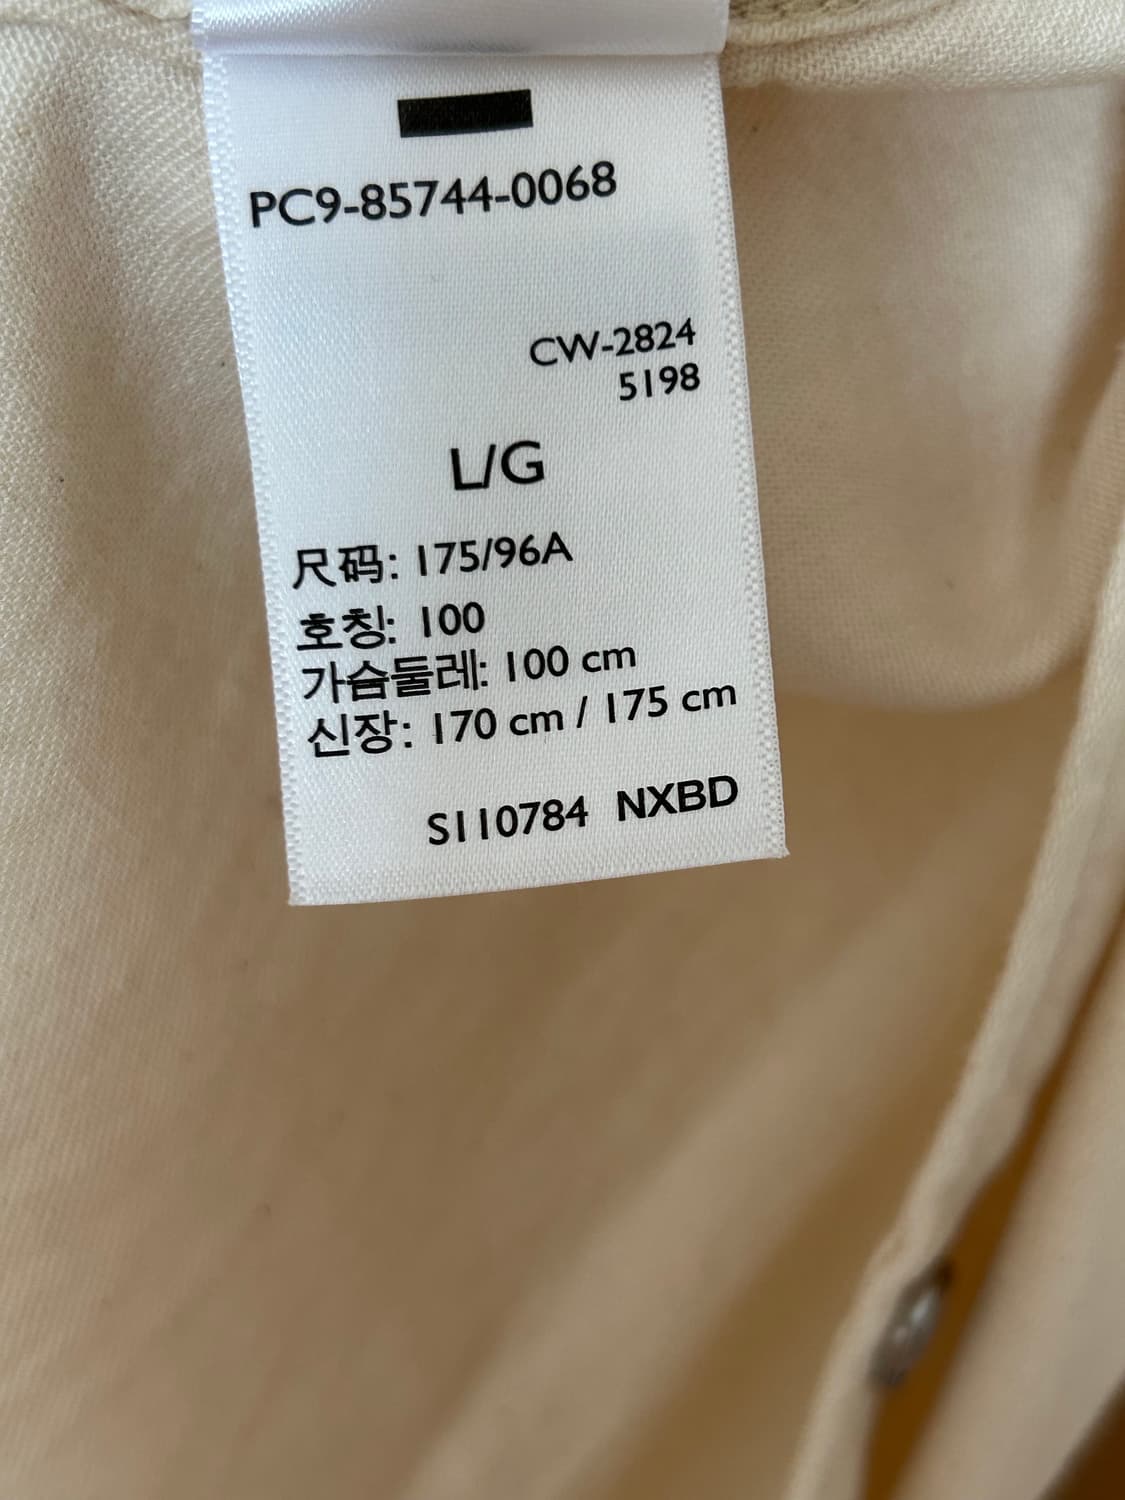 PC9-85744-0068
CW-2824
5198
L/G
尺码: 175/96A
호칭: 100
가슴둘레: 100 cm
신장: 170 cm / 175 cm
S110784 NXBD